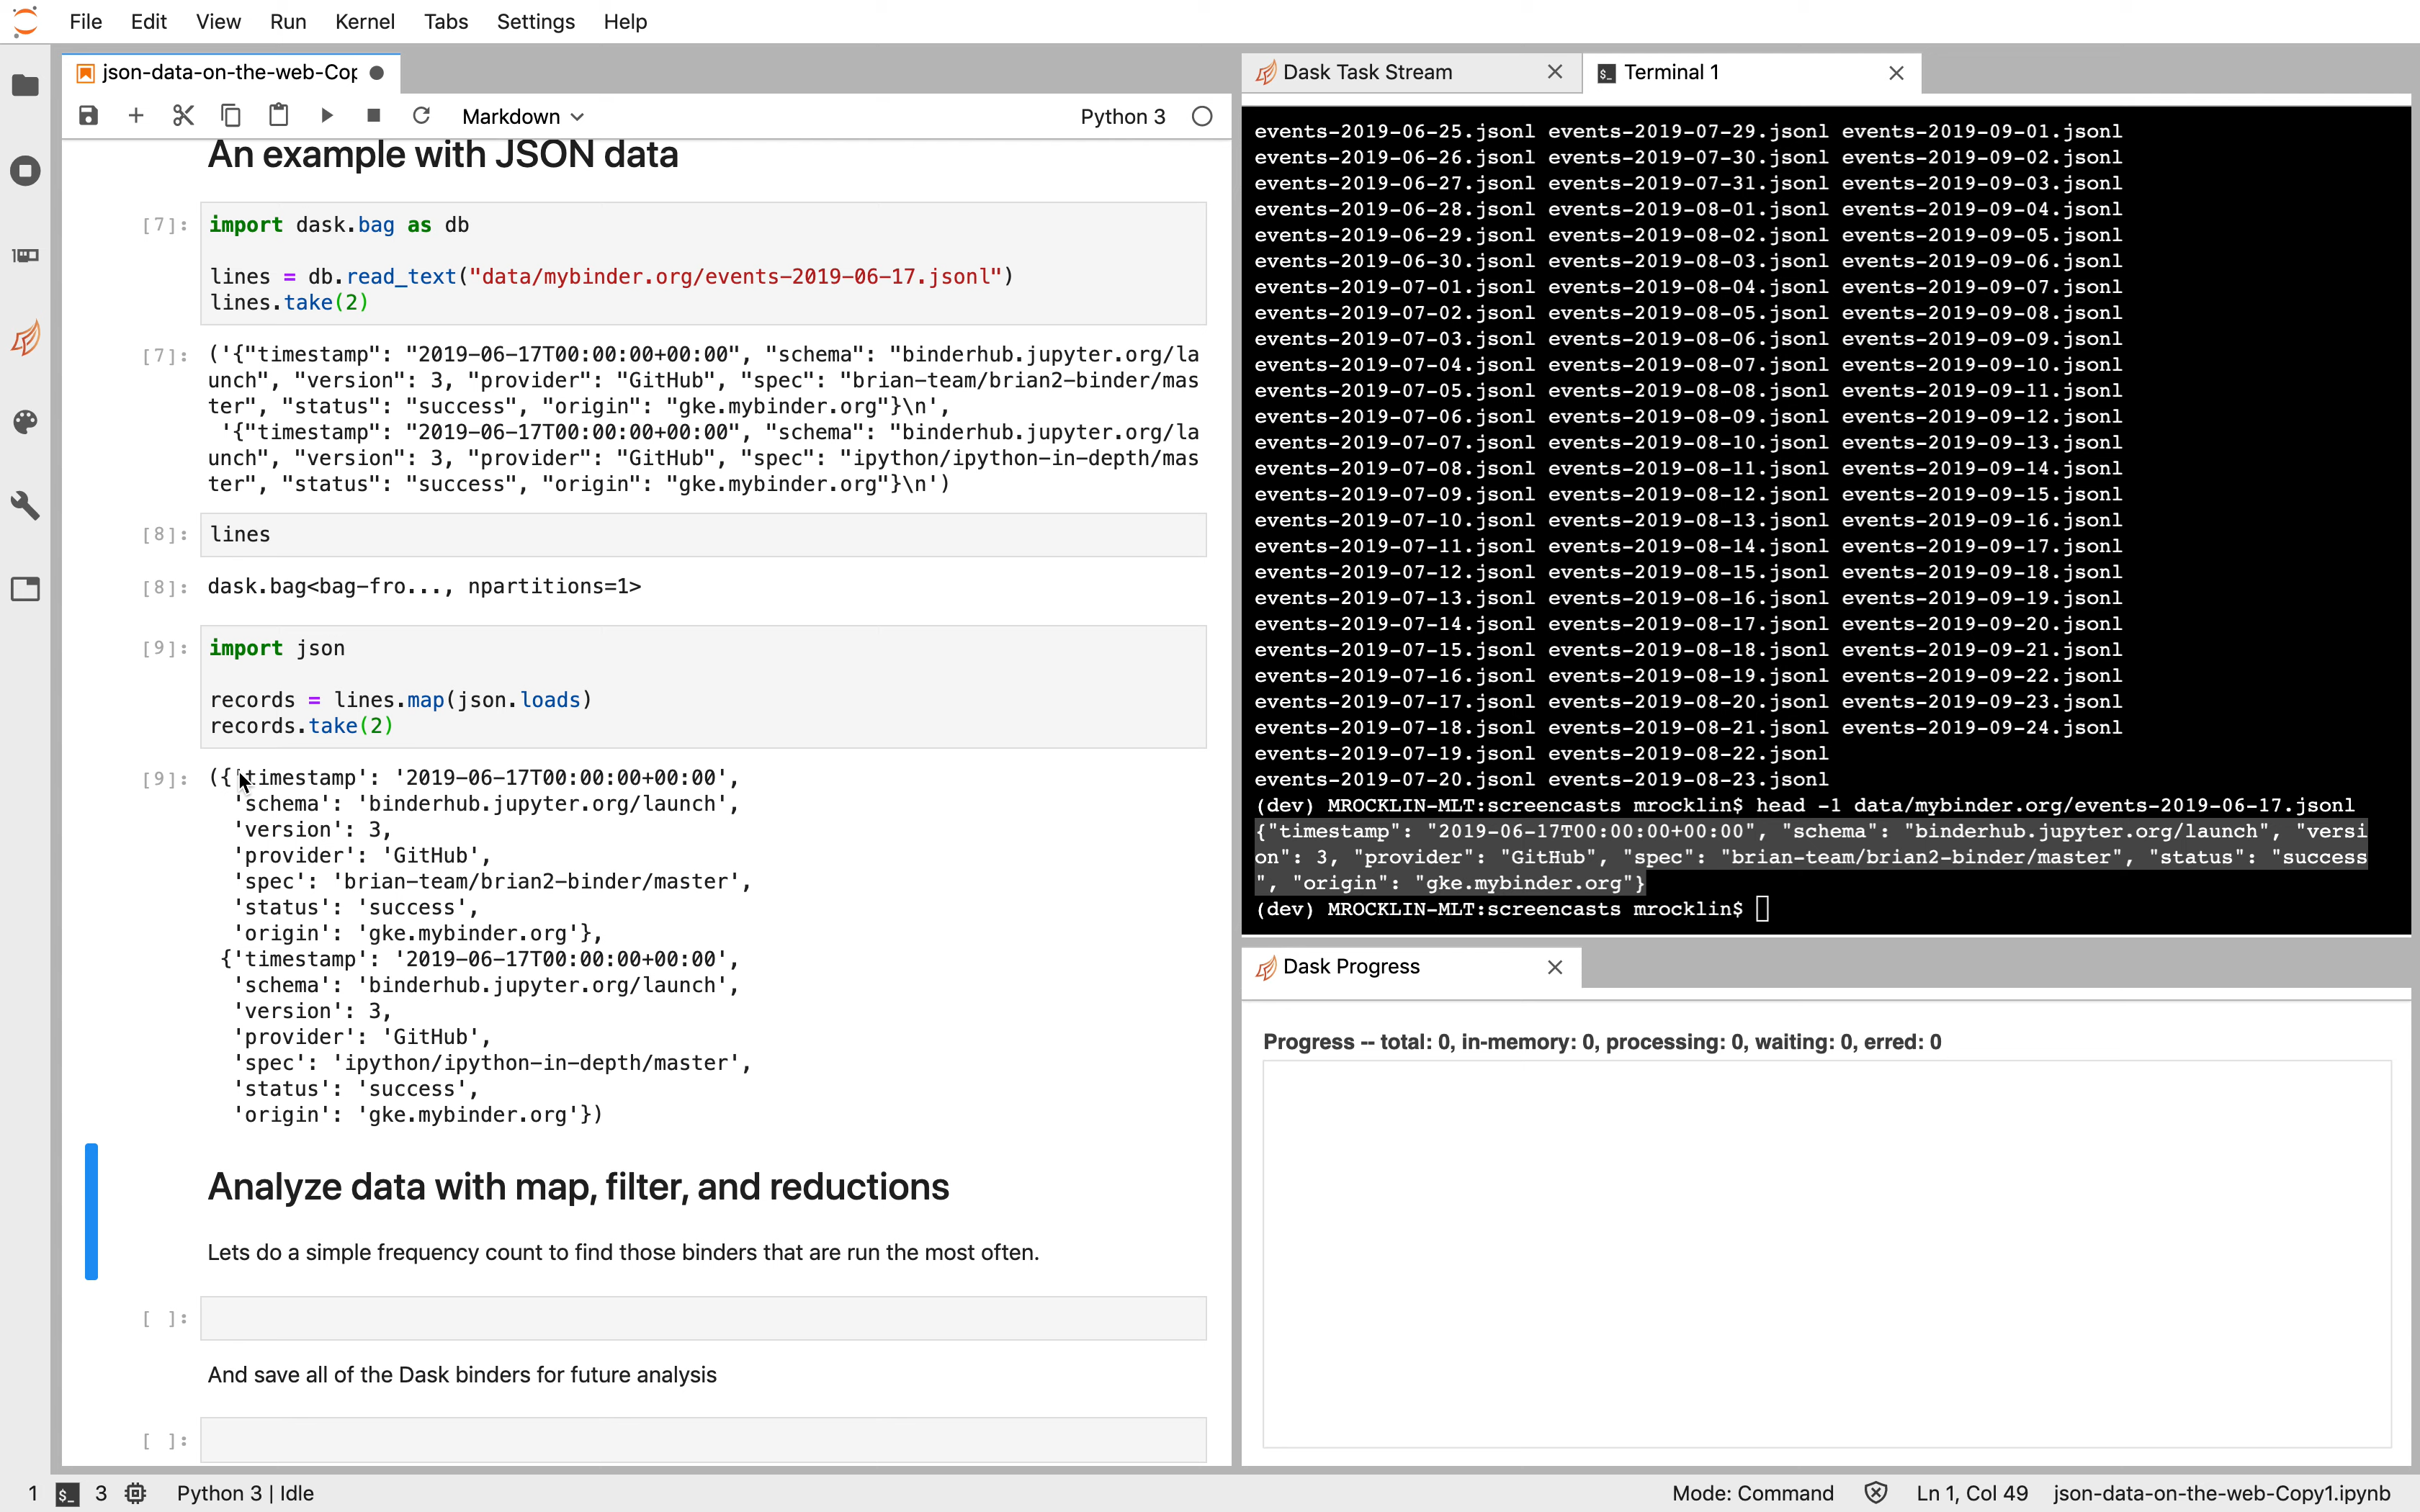 File Edit View Run Kernel Tabs Settings Help
json-data-on-the-web-Cop
Markdown
Python 3
An example with JSON data
[7]:
import dask.bag as db
lines = db.read_text("data/mybinder.org/events-2019-06-17.jsonl")
lines.take(2)
[7]:
('{"timestamp": "2019-06-17T00:00:00+00:00", "schema": "binderhub.jupyter.org/la
unch", "version": 3, "provider": "GitHub", "spec": "brian-team/brian2-binder/mas
ter", "status": "success", "origin": "gke.mybinder.org"}\n',
'{"timestamp": "2019-06-17T00:00:00+00:00", "schema": "binderhub.jupyter.org/la
unch", "version": 3, "provider": "GitHub", "spec": "ipython/ipython-in-depth/mas
ter", "status": "success", "origin": "gke.mybinder.org"}\n')
[8]:
lines
[8]:
dask.bag<bag-fro..., npartitions=1>
[9]:
import json
records = lines.map(json.loads)
records.take(2)
[9]:
({'timestamp': '2019-06-17T00:00:00+00:00',
'schema': 'binderhub.jupyter.org/launch',
'version': 3,
'provider': 'GitHub',
'spec': 'brian-team/brian2-binder/master',
'status': 'success',
'origin': 'gke.mybinder.org'},
{'timestamp': '2019-06-17T00:00:00+00:00',
'schema': 'binderhub.jupyter.org/launch',
'version': 3,
'provider': 'GitHub',
'spec': 'ipython/ipython-in-depth/master',
'status': 'success',
'origin': 'gke.mybinder.org'})
Analyze data with map, filter, and reductions
Lets do a simple frequency count to find those binders that are run the most often.
[ ]:
And save all of the Dask binders for future analysis
[ ]:
Dask Task Stream
Terminal 1
events-2019-06-25.jsonl events-2019-07-29.jsonl events-2019-09-01.jsonl
events-2019-06-26.jsonl events-2019-07-30.jsonl events-2019-09-02.jsonl
events-2019-06-27.jsonl events-2019-07-31.jsonl events-2019-09-03.jsonl
events-2019-06-28.jsonl events-2019-08-01.jsonl events-2019-09-04.jsonl
events-2019-06-29.jsonl events-2019-08-02.jsonl events-2019-09-05.jsonl
events-2019-06-30.jsonl events-2019-08-03.jsonl events-2019-09-06.jsonl
events-2019-07-01.jsonl events-2019-08-04.jsonl events-2019-09-07.jsonl
events-2019-07-02.jsonl events-2019-08-05.jsonl events-2019-09-08.jsonl
events-2019-07-03.jsonl events-2019-08-06.jsonl events-2019-09-09.jsonl
events-2019-07-04.jsonl events-2019-08-07.jsonl events-2019-09-10.jsonl
events-2019-07-05.jsonl events-2019-08-08.jsonl events-2019-09-11.jsonl
events-2019-07-06.jsonl events-2019-08-09.jsonl events-2019-09-12.jsonl
events-2019-07-07.jsonl events-2019-08-10.jsonl events-2019-09-13.jsonl
events-2019-07-08.jsonl events-2019-08-11.jsonl events-2019-09-14.jsonl
events-2019-07-09.jsonl events-2019-08-12.jsonl events-2019-09-15.jsonl
events-2019-07-10.jsonl events-2019-08-13.jsonl events-2019-09-16.jsonl
events-2019-07-11.jsonl events-2019-08-14.jsonl events-2019-09-17.jsonl
events-2019-07-12.jsonl events-2019-08-15.jsonl events-2019-09-18.jsonl
events-2019-07-13.jsonl events-2019-08-16.jsonl events-2019-09-19.jsonl
events-2019-07-14.jsonl events-2019-08-17.jsonl events-2019-09-20.jsonl
events-2019-07-15.jsonl events-2019-08-18.jsonl events-2019-09-21.jsonl
events-2019-07-16.jsonl events-2019-08-19.jsonl events-2019-09-22.jsonl
events-2019-07-17.jsonl events-2019-08-20.jsonl events-2019-09-23.jsonl
events-2019-07-18.jsonl events-2019-08-21.jsonl events-2019-09-24.jsonl
events-2019-07-19.jsonl events-2019-08-22.jsonl
events-2019-07-20.jsonl events-2019-08-23.jsonl
(dev) MROCKLIN-MLT:screencasts mrocklin$ head -1 data/mybinder.org/events-2019-06-17.jsonl
{"timestamp": "2019-06-17T00:00:00+00:00", "schema": "binderhub.jupyter.org/launch", "versi
on": 3, "provider": "GitHub", "spec": "brian-team/brian2-binder/master", "status": "success
", "origin": "gke.mybinder.org"}
(dev) MROCKLIN-MLT:screencasts mrocklin$
Dask Progress
Progress -- total: 0, in-memory: 0, processing: 0, waiting: 0, erred: 0
1 $_ 3 Python 3 | Idle
Mode: Command Ln 1, Col 49 json-data-on-the-web-Copy1.ipynb